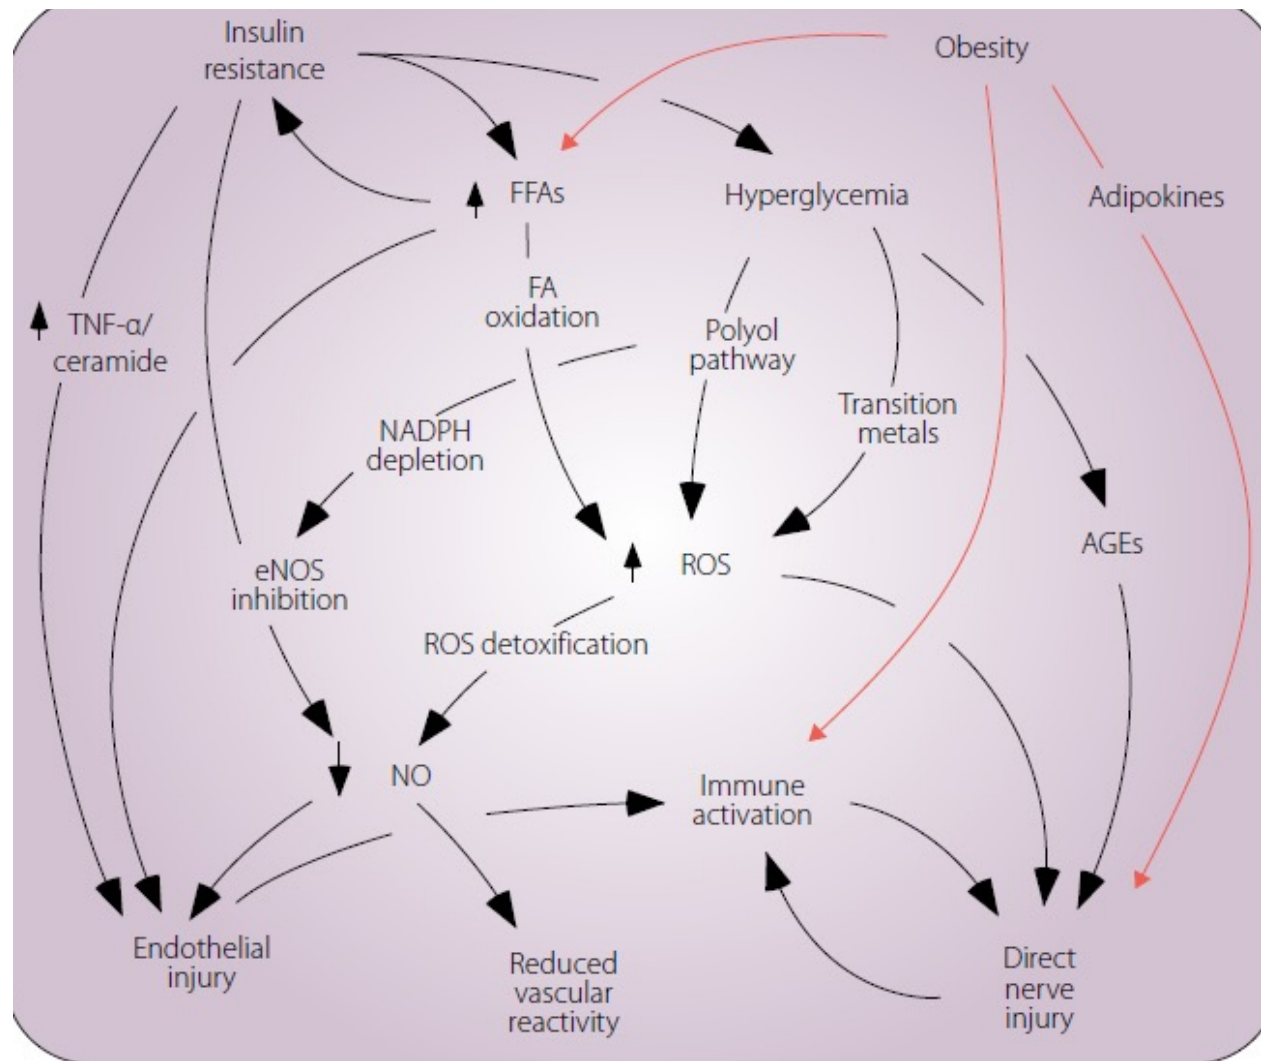 Insulin
resistance
Obesity
FFAs
Hyperglycemia
Adipokines
FA
oxidation
TNF-α/
ceramide
Polyol
pathway
Transition
metals
NADPH
depletion
AGEs
ROS
eNOS
inhibition
ROS detoxification
NO
Immune
activation
Endothelial
injury
Reduced
vascular
reactivity
Direct
nerve
injury